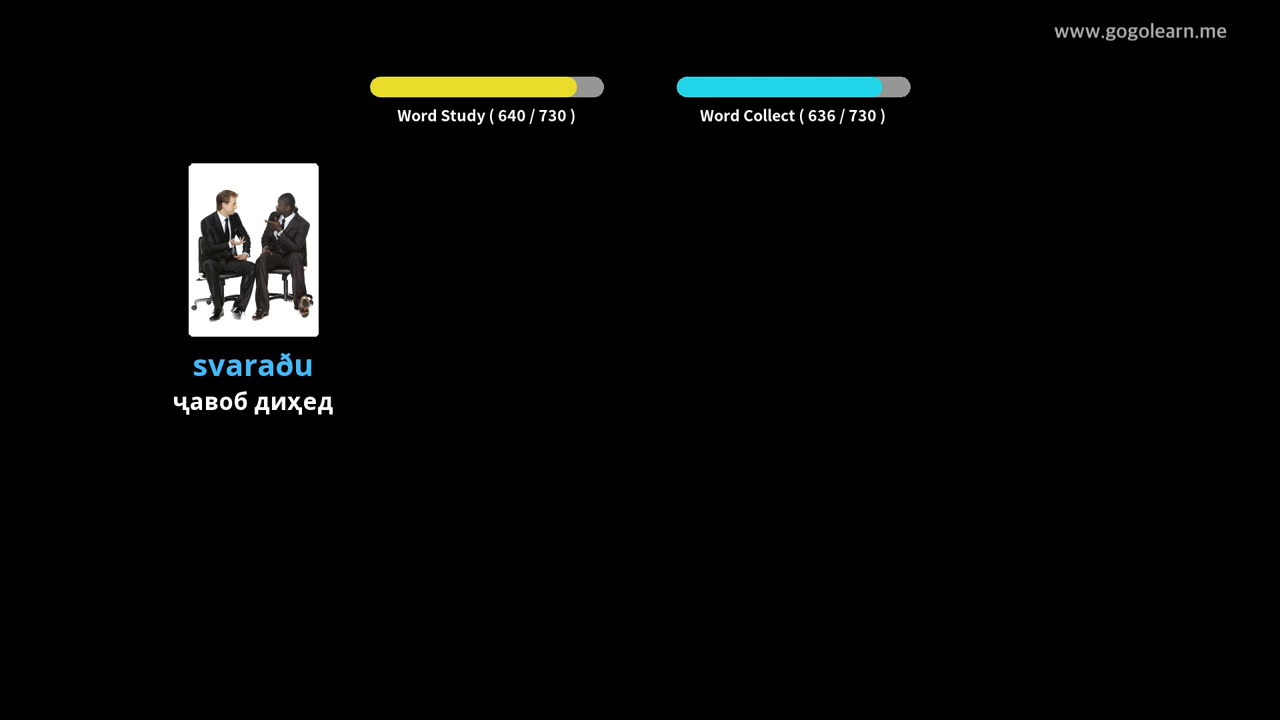 www.gogolearn.me
Word Study ( 640 / 730 )
Word Collect ( 636 / 730 )
svaraðu
ҷавоб диҳед